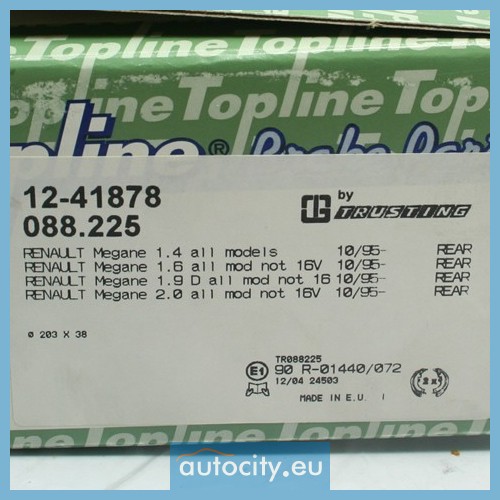 Topline Topline Topline
Topline® Brake Parts
12-41878
088.225
by
TRUSTING
RENAULT Megane 1.4 all models 10/95- REAR
RENAULT Megane 1.6 all mod not 16V 10/95- REAR
RENAULT Megane 1.9 D all mod not 16 10/95- REAR
RENAULT Megane 2.0 all mod not 16V 10/95- REAR
ø 203 X 38
TR088225
E1 90 R-01440/072
12/04 24503
2x
MADE IN E.U. I
autocity.eu